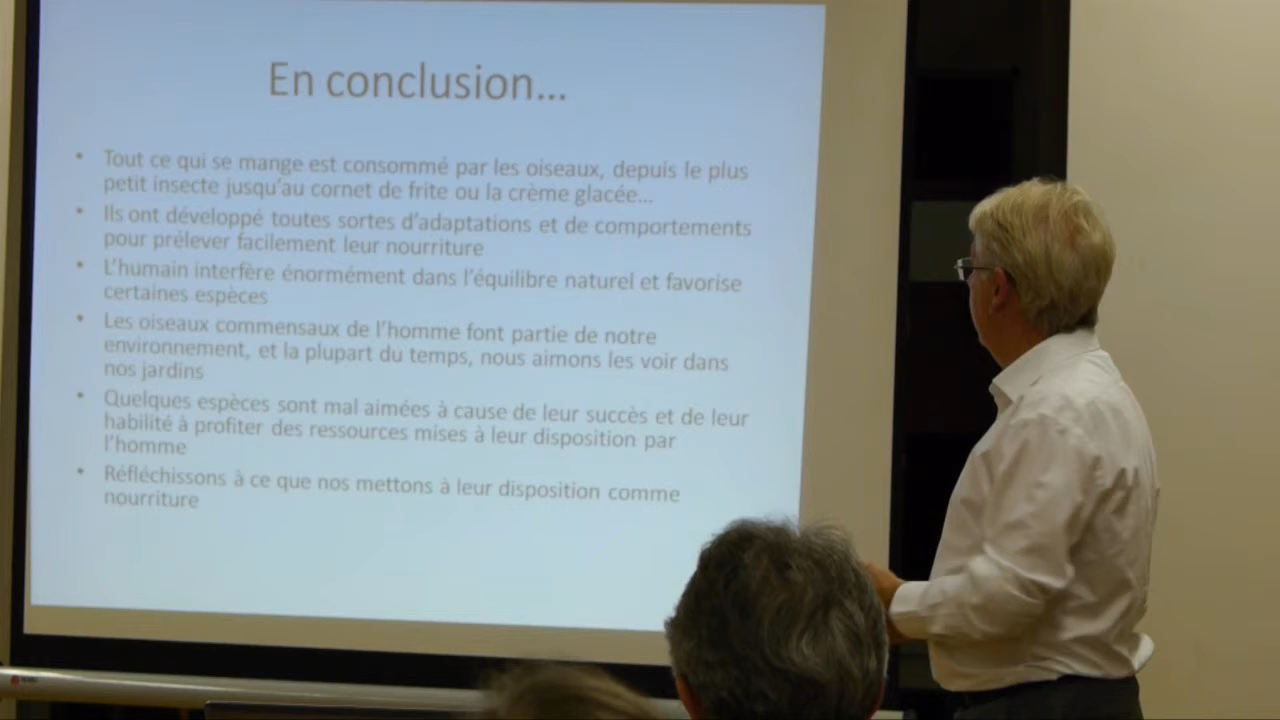 En conclusion...
• Tout ce qui se mange est consommé par les oiseaux, depuis le plus
petit insecte jusqu'au cornet de frite ou la crème glacée...
• Ils ont développé toutes sortes d'adaptations et de comportements
pour prélever facilement leur nourriture
• L'humain interfère énormément dans l'équilibre naturel et favorise
certaines espèces
• Les oiseaux commensaux de l'homme font partie de notre
environnement, et la plupart du temps, nous aimons les voir dans
nos jardins
• Quelques espèces sont mal aimées à cause de leur succès et de leur
habilité à profiter des ressources mises à leur disposition par
l'homme
• Réfléchissons à ce que nos mettons à leur disposition comme
nourriture